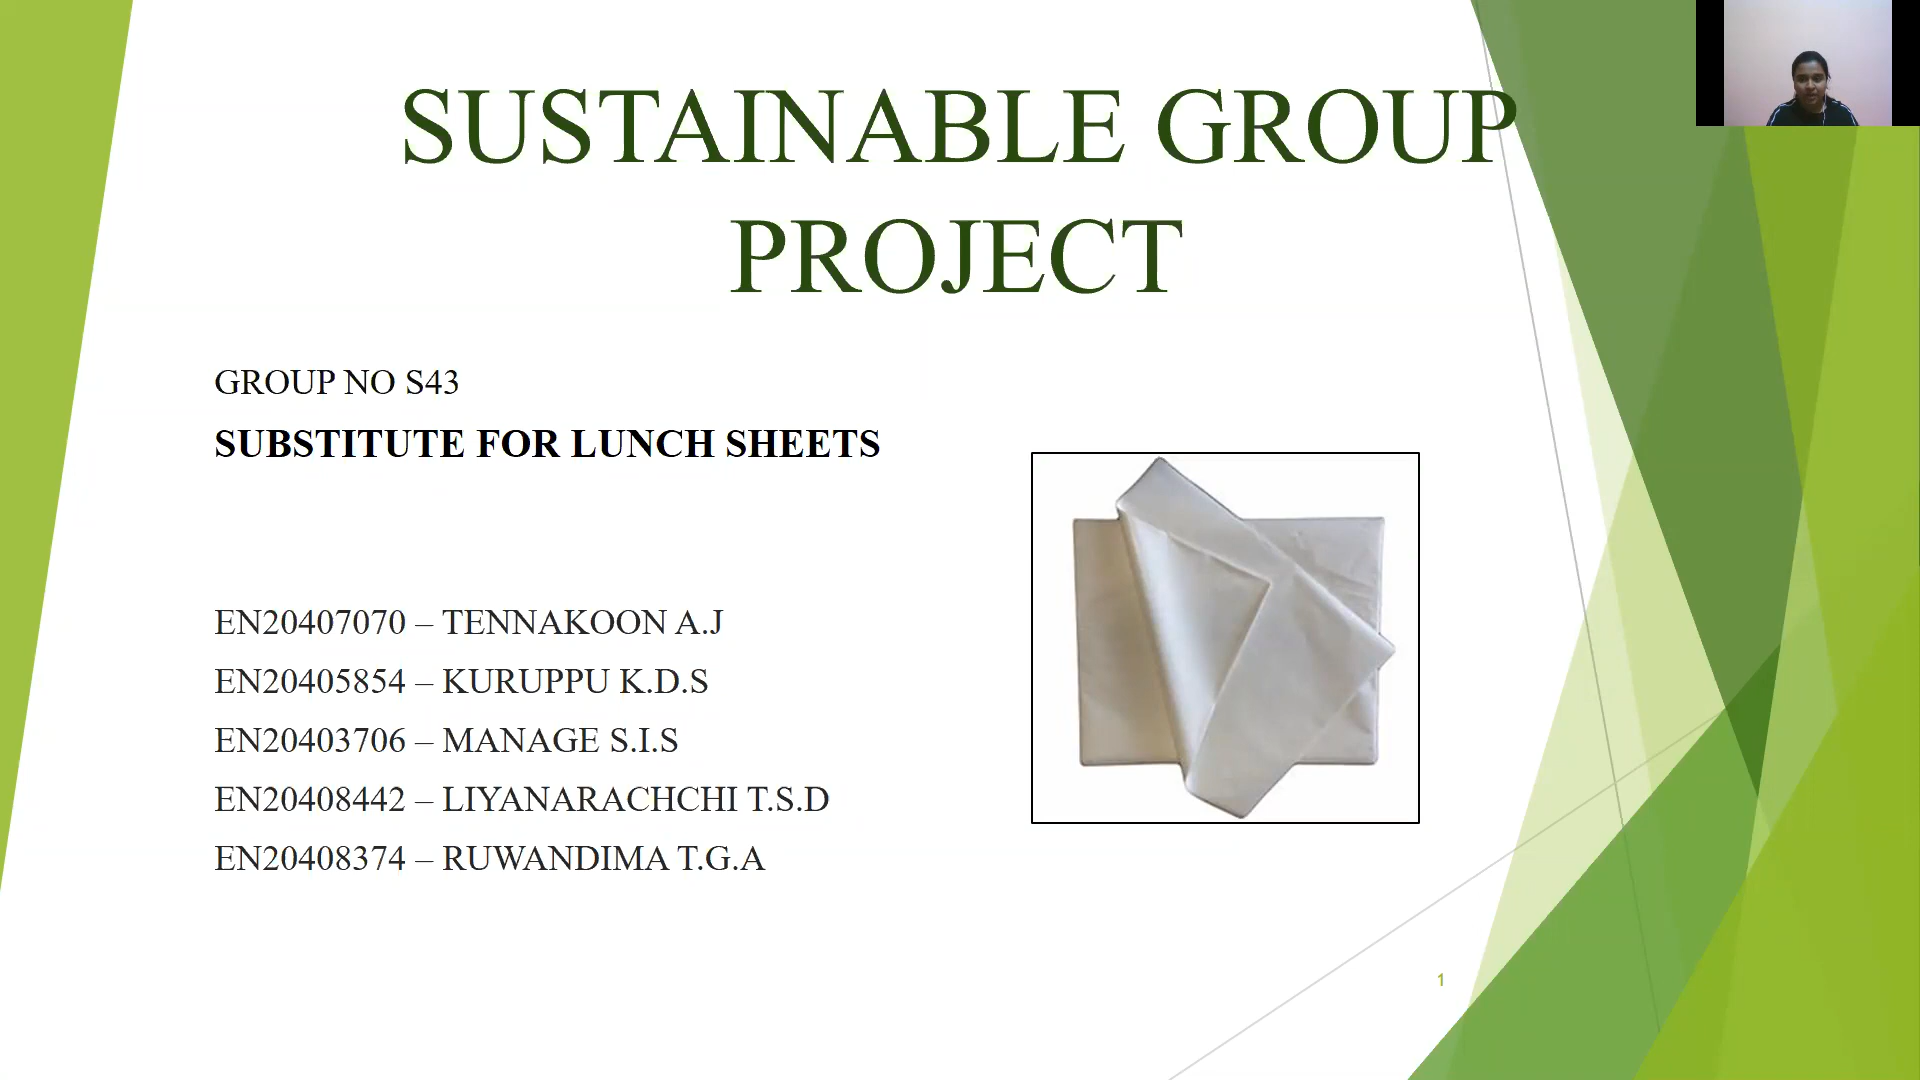 SUSTAINABLE GROUP
PROJECT
GROUP NO S43
SUBSTITUTE FOR LUNCH SHEETS
EN20407070 – TENNAKOON A.J
EN20405854 – KURUPPU K.D.S
EN20403706 – MANAGE S.I.S
EN20408442 – LIYANARACHCHI T.S.D
EN20408374 – RUWANDIMA T.G.A
1